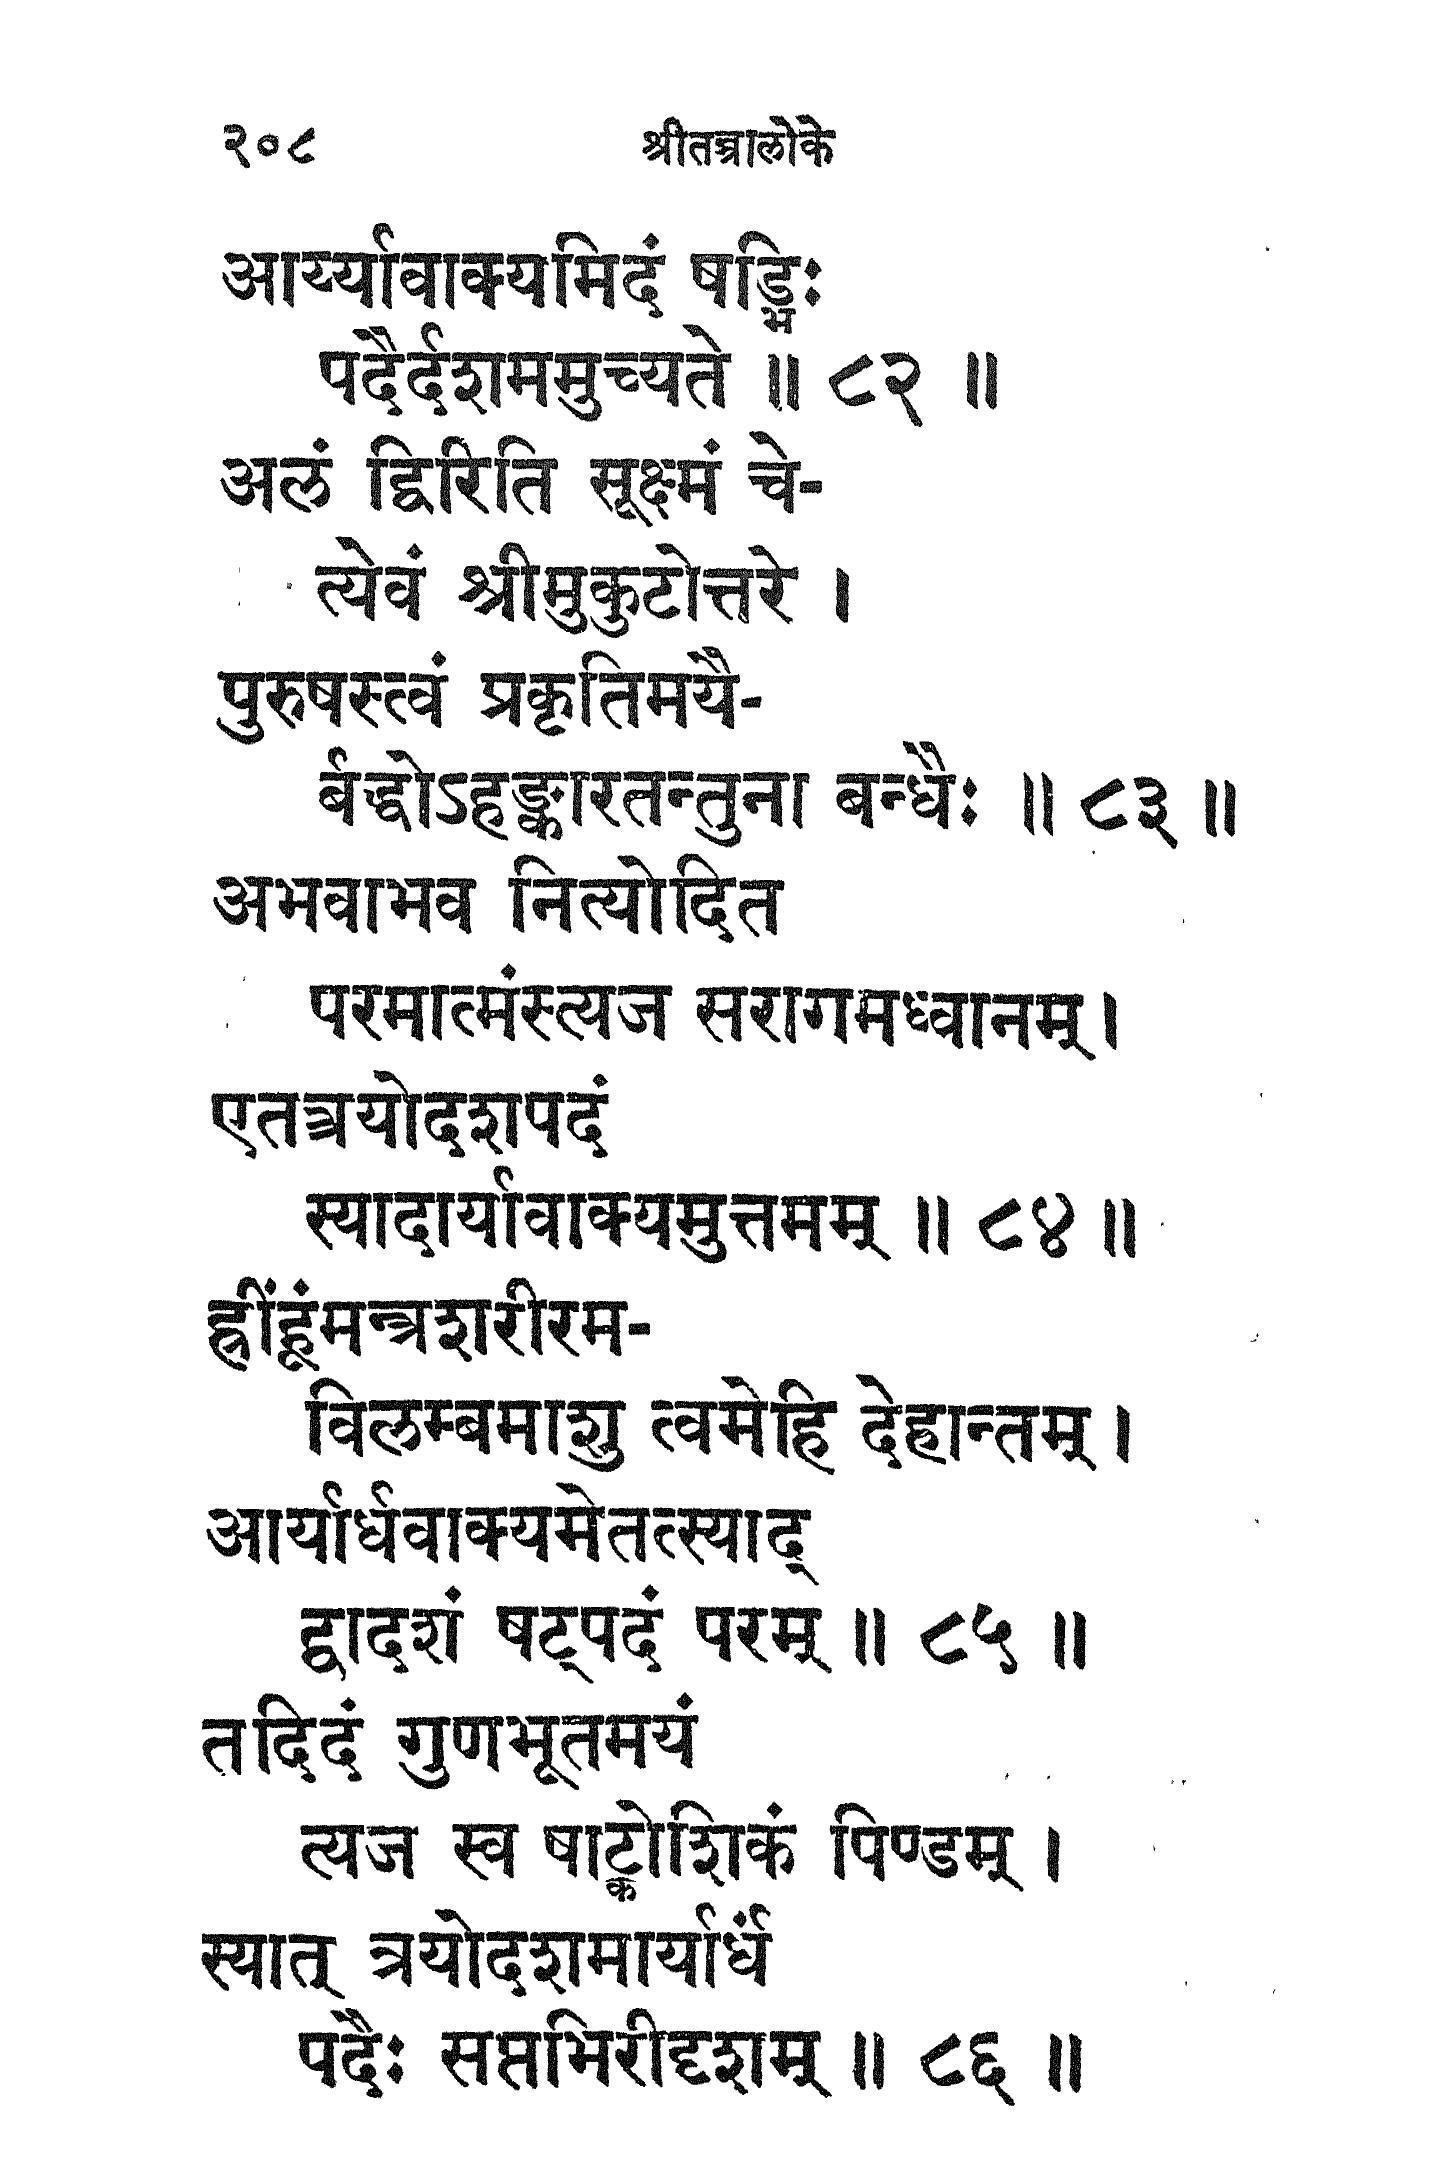 २०८ श्रीतन्त्रालोके
आर्य्यावाक्यमिदं षड्भिः
पदैर्दशममुच्यते ॥ ८२ ॥
अलं द्विरिति सूक्ष्मं चे-
त्येवं श्रीमुकुटोत्तरे ।
पुरुषस्त्वं प्रकृतिमयै-
र्बद्धोऽहङ्कारतन्तुना बन्धैः ॥ ८३ ॥
अभवाभव नित्योदित
परमात्मंस्त्यज सरागमध्वानम् ।
एतत्त्रयोदशपदं
स्यादार्यावाक्यमुत्तमम् ॥ ८४ ॥
ह्रींहूंमन्त्रशरीरम-
विलम्बमाशु त्वमेहि देहान्तम् ।
आर्यार्धवाक्यमेतत्स्याद्
द्वादशं षट्पदं परम् ॥ ८५ ॥
तदिदं गुणभूतमयं
त्यज स्व षाट्कोशिकं पिण्डम् ।
स्यात् त्रयोदशमार्यार्धं
पदैः सप्तभिरीदृशम् ॥ ८६ ॥